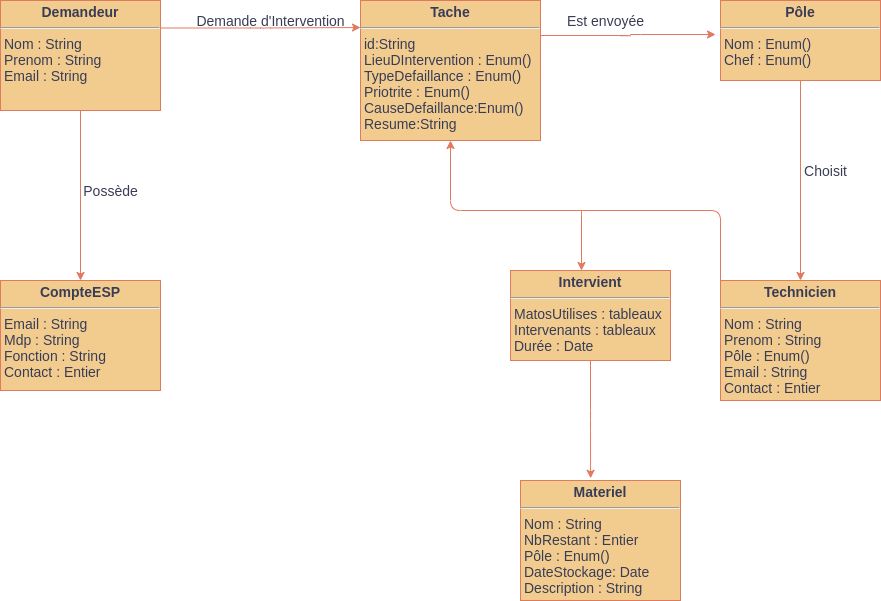 Demandeur
Nom : String
Prenom : String
Email : String
Demande d'Intervention
Tache
id:String
LieuDIntervention : Enum()
TypeDefaillance : Enum()
Priotrite : Enum()
CauseDefaillance:Enum()
Resume:String
Est envoyée
Pôle
Nom : Enum()
Chef : Enum()
Possède
Choisit
CompteESP
Email : String
Mdp : String
Fonction : String
Contact : Entier
Intervient
MatosUtilises : tableaux
Intervenants : tableaux
Durée : Date
Technicien
Nom : String
Prenom : String
Pôle : Enum()
Email : String
Contact : Entier
Materiel
Nom : String
NbRestant : Entier
Pôle : Enum()
DateStockage: Date
Description : String